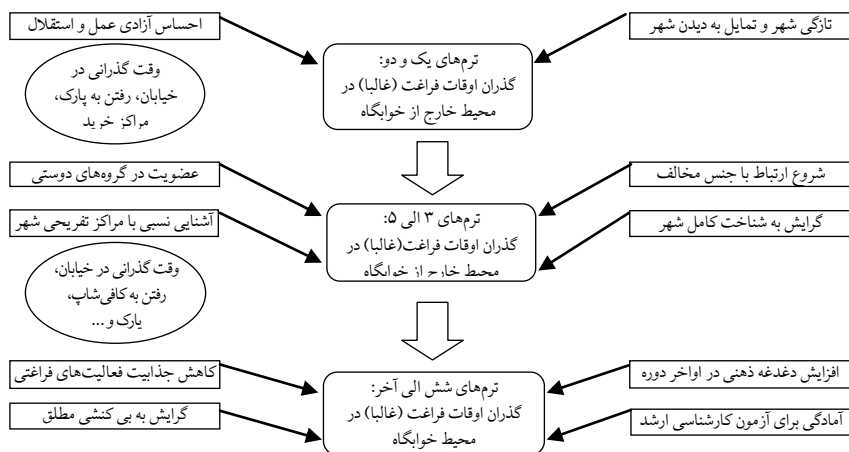 تازگی شهر و تمایل به دیدن شهر
احساس آزادی عمل و استقلال
ترم‌های یک و دو:
گذران اوقات فراغت (غالبا) در
محیط خارج از خوابگاه
وقت گذرانی در
خیابان، رفتن به پارک،
مراکز خرید
شروع ارتباط با جنس مخالف
عضویت در گروه‌های دوستی
ترم‌های ۳ الی ۵:
گذران اوقات فراغت(غالبا) در
محیط خارج از خوابگاه
گرایش به شناخت کامل شهر
آشنایی نسبی با مراکز تفریحی شهر
وقت گذرانی در خیابان،
رفتن به کافی‌شاپ،
پارک و ...
افزایش دغدغه ذهنی در اواخر دوره
کاهش جذابیت فعالیت‌های فراغتی
ترم‌های شش الی آخر:
گذران اوقات فراغت (غالبا) در
محیط خوابگاه
آمادگی برای آزمون کارشناسی ارشد
گرایش به بی کنشی مطلق